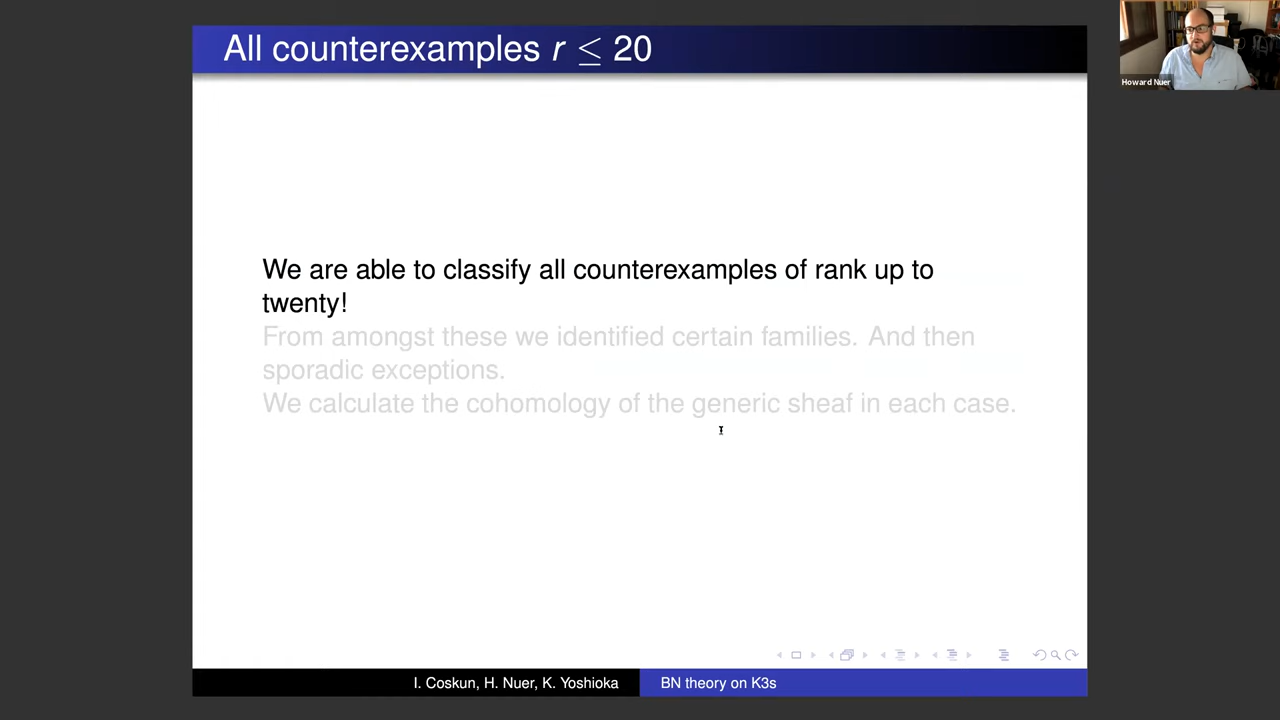 All counterexamples r ≤ 20
Howard Nuer
We are able to classify all counterexamples of rank up to
twenty!
From amongst these we identified certain families. And then
sporadic exceptions.
We calculate the cohomology of the generic sheaf in each case.
I. Coskun, H. Nuer, K. Yoshioka
BN theory on K3s